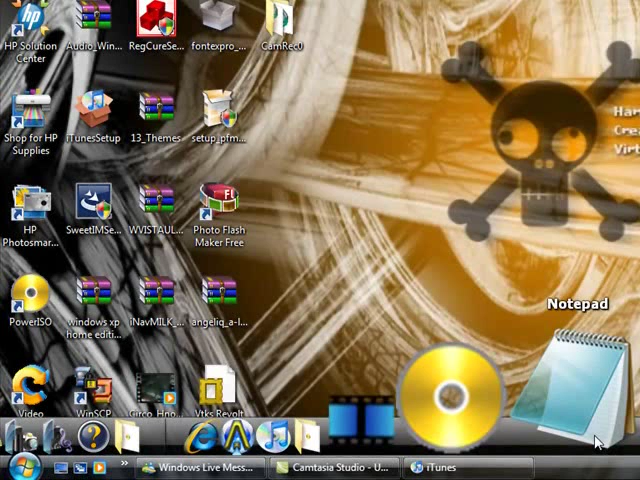 HP Solution
Center
Audio_Win...
RegCureSe...
fontexpro_...
CamRec0
Shop for HP
Supplies
iTunesSetup
13_Themes
setup_pfm...
HP
Photosmar...
SweetIMSe...
WVISTAUL...
Photo Flash
Maker Free
PowerISO
windows xp
home editi...
iNavMILK_...
angeliq_a-l...
Notepad
Video
WinSCP
Vtks Revolt
Windows Live Mess...
Camtasia Studio - U...
iTunes